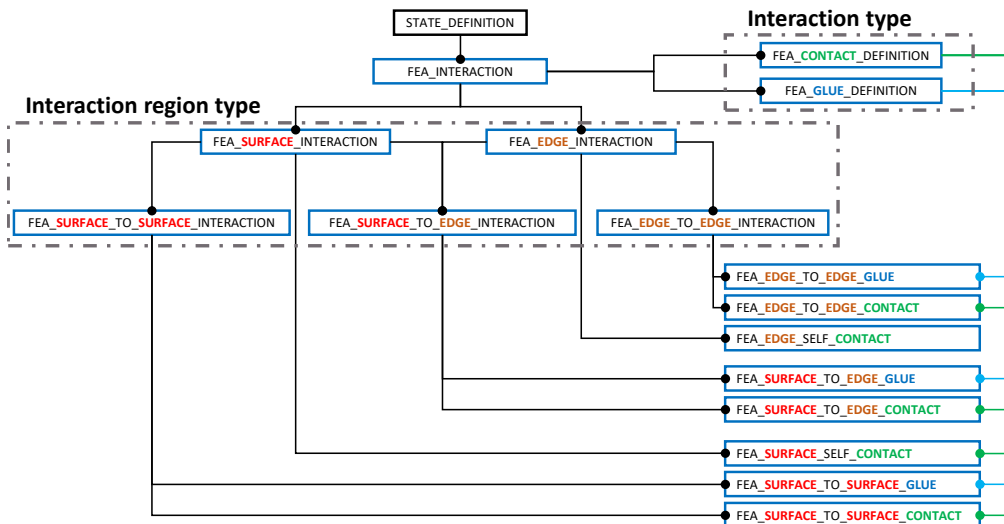 STATE_DEFINITION
Interaction type
FEA_CONTACT_DEFINITION
FEA_INTERACTION
FEA_GLUE_DEFINITION
Interaction region type
FEA_SURFACE_INTERACTION
FEA_EDGE_INTERACTION
FEA_SURFACE_TO_SURFACE_INTERACTION
FEA_SURFACE_TO_EDGE_INTERACTION
FEA_EDGE_TO_EDGE_INTERACTION
FEA_EDGE_TO_EDGE_GLUE
FEA_EDGE_TO_EDGE_CONTACT
FEA_EDGE_SELF_CONTACT
FEA_SURFACE_TO_EDGE_GLUE
FEA_SURFACE_TO_EDGE_CONTACT
FEA_SURFACE_SELF_CONTACT
FEA_SURFACE_TO_SURFACE_GLUE
FEA_SURFACE_TO_SURFACE_CONTACT